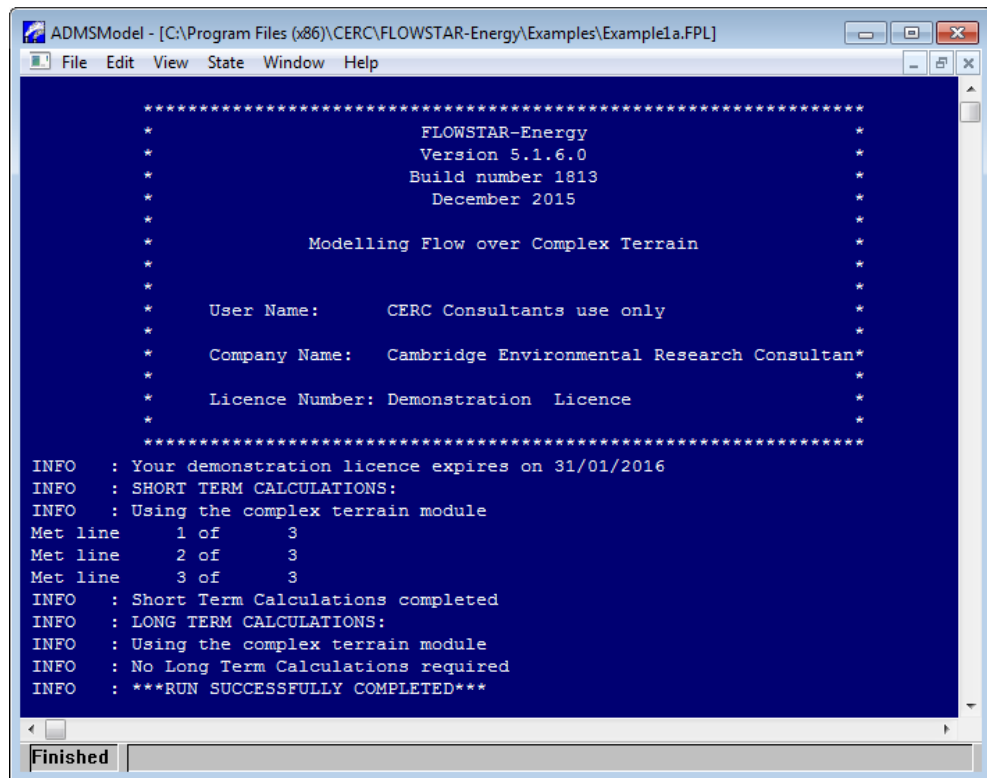 ADMSModel - [C:\Program Files (x86)\CERC\FLOWSTAR-Energy\Examples\Example1a.FPL]
File Edit View State Window Help
******************************************************************
* FLOWSTAR-Energy *
* Version 5.1.6.0 *
* Build number 1813 *
* December 2015 *
* *
* Modelling Flow over Complex Terrain *
* *
* *
* User Name: CERC Consultants use only *
* *
* Company Name: Cambridge Environmental Research Consultan*
* *
* Licence Number: Demonstration Licence *
* *
******************************************************************
INFO : Your demonstration licence expires on 31/01/2016
INFO : SHORT TERM CALCULATIONS:
INFO : Using the complex terrain module
Met line 1 of 3
Met line 2 of 3
Met line 3 of 3
INFO : Short Term Calculations completed
INFO : LONG TERM CALCULATIONS:
INFO : Using the complex terrain module
INFO : No Long Term Calculations required
INFO : ***RUN SUCCESSFULLY COMPLETED***
Finished